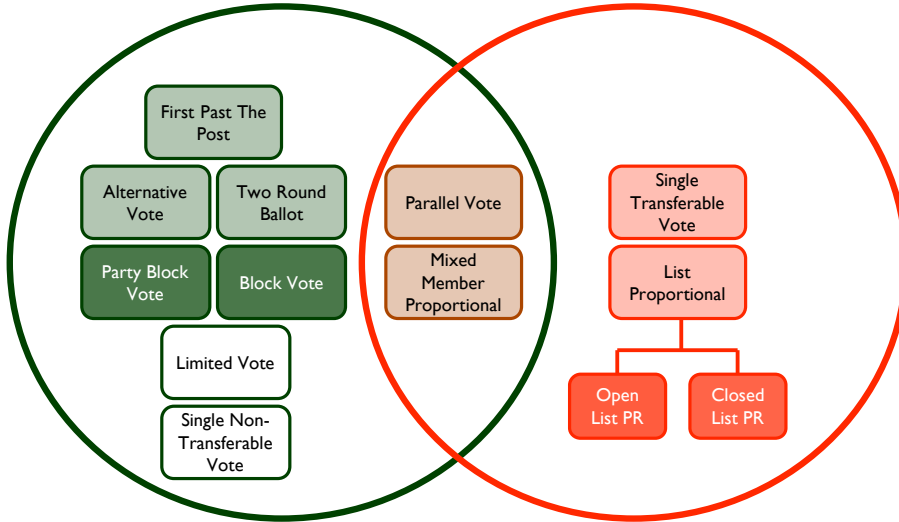 First Past The
Post
Alternative
Vote
Two Round
Ballot
Parallel Vote
Single
Transferable
Vote
Party Block
Vote
Block Vote
Mixed
Member
Proportional
List
Proportional
Limited Vote
Open
List PR
Closed
List PR
Single Non-
Transferable
Vote